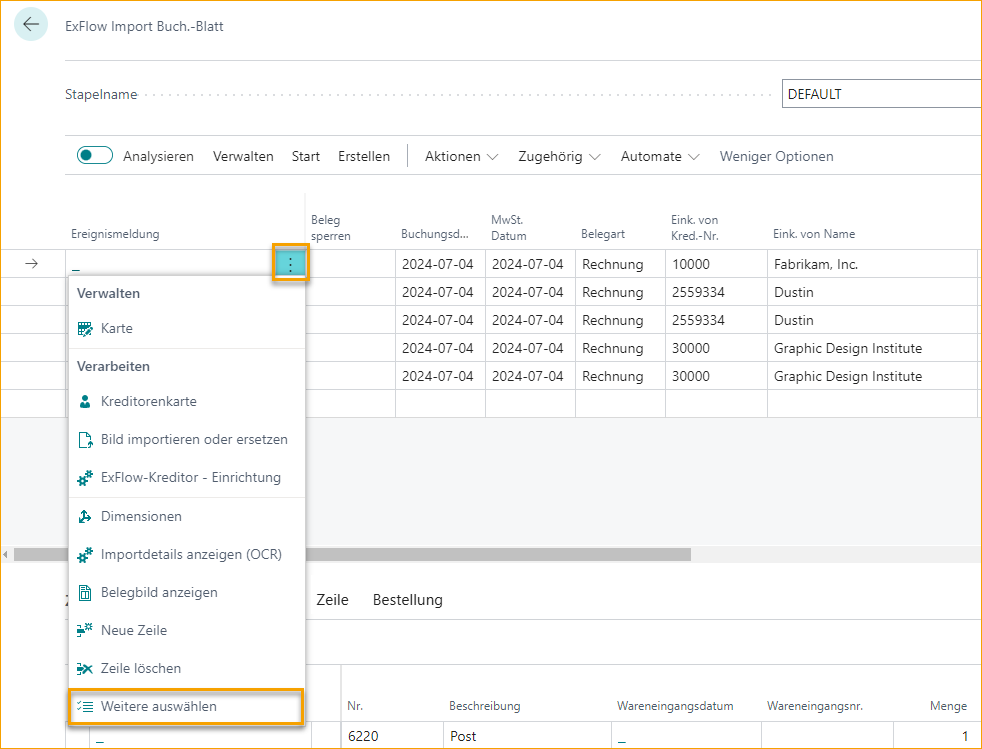 ExFlow Import Buch.-Blatt
Stapelname
DEFAULT
Analysieren Verwalten Start Erstellen Aktionen Zugehörig Automate Weniger Optionen
Ereignismeldung
Beleg
sperren
Buchungsd...
MwSt.
Datum
Belegart
Eink. von
Kred.-Nr.
Eink. von Name
_ 2024-07-04 2024-07-04 Rechnung 10000 Fabrikam, Inc.
2024-07-04 2024-07-04 Rechnung 2559334 Dustin
2024-07-04 2024-07-04 Rechnung 2559334 Dustin
2024-07-04 2024-07-04 Rechnung 30000 Graphic Design Institute
2024-07-04 2024-07-04 Rechnung 30000 Graphic Design Institute
Verwalten
Karte
Verarbeiten
Kreditorenkarte
Bild importieren oder ersetzen
ExFlow-Kreditor - Einrichtung
Dimensionen
Importdetails anzeigen (OCR)
Belegbild anzeigen
Neue Zeile
Zeile löschen
Weitere auswählen
Zeile Bestellung
Nr. Beschreibung Wareneingangsdatum Wareneingangsnr. Menge
_ 6220 Post _ 1